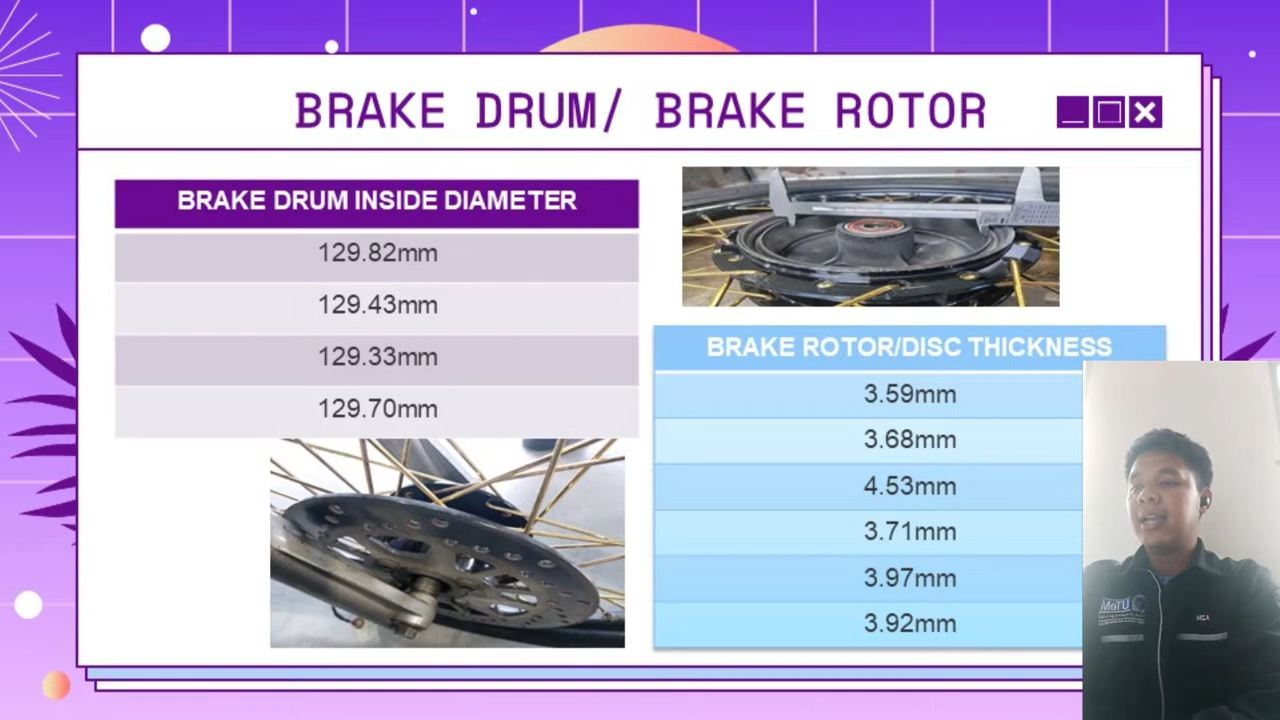 BRAKE DRUM/ BRAKE ROTOR
BRAKE DRUM INSIDE DIAMETER
129.82mm
129.43mm
129.33mm
129.70mm
BRAKE ROTOR/DISC THICKNESS
3.59mm
3.68mm
4.53mm
3.71mm
3.97mm
3.92mm